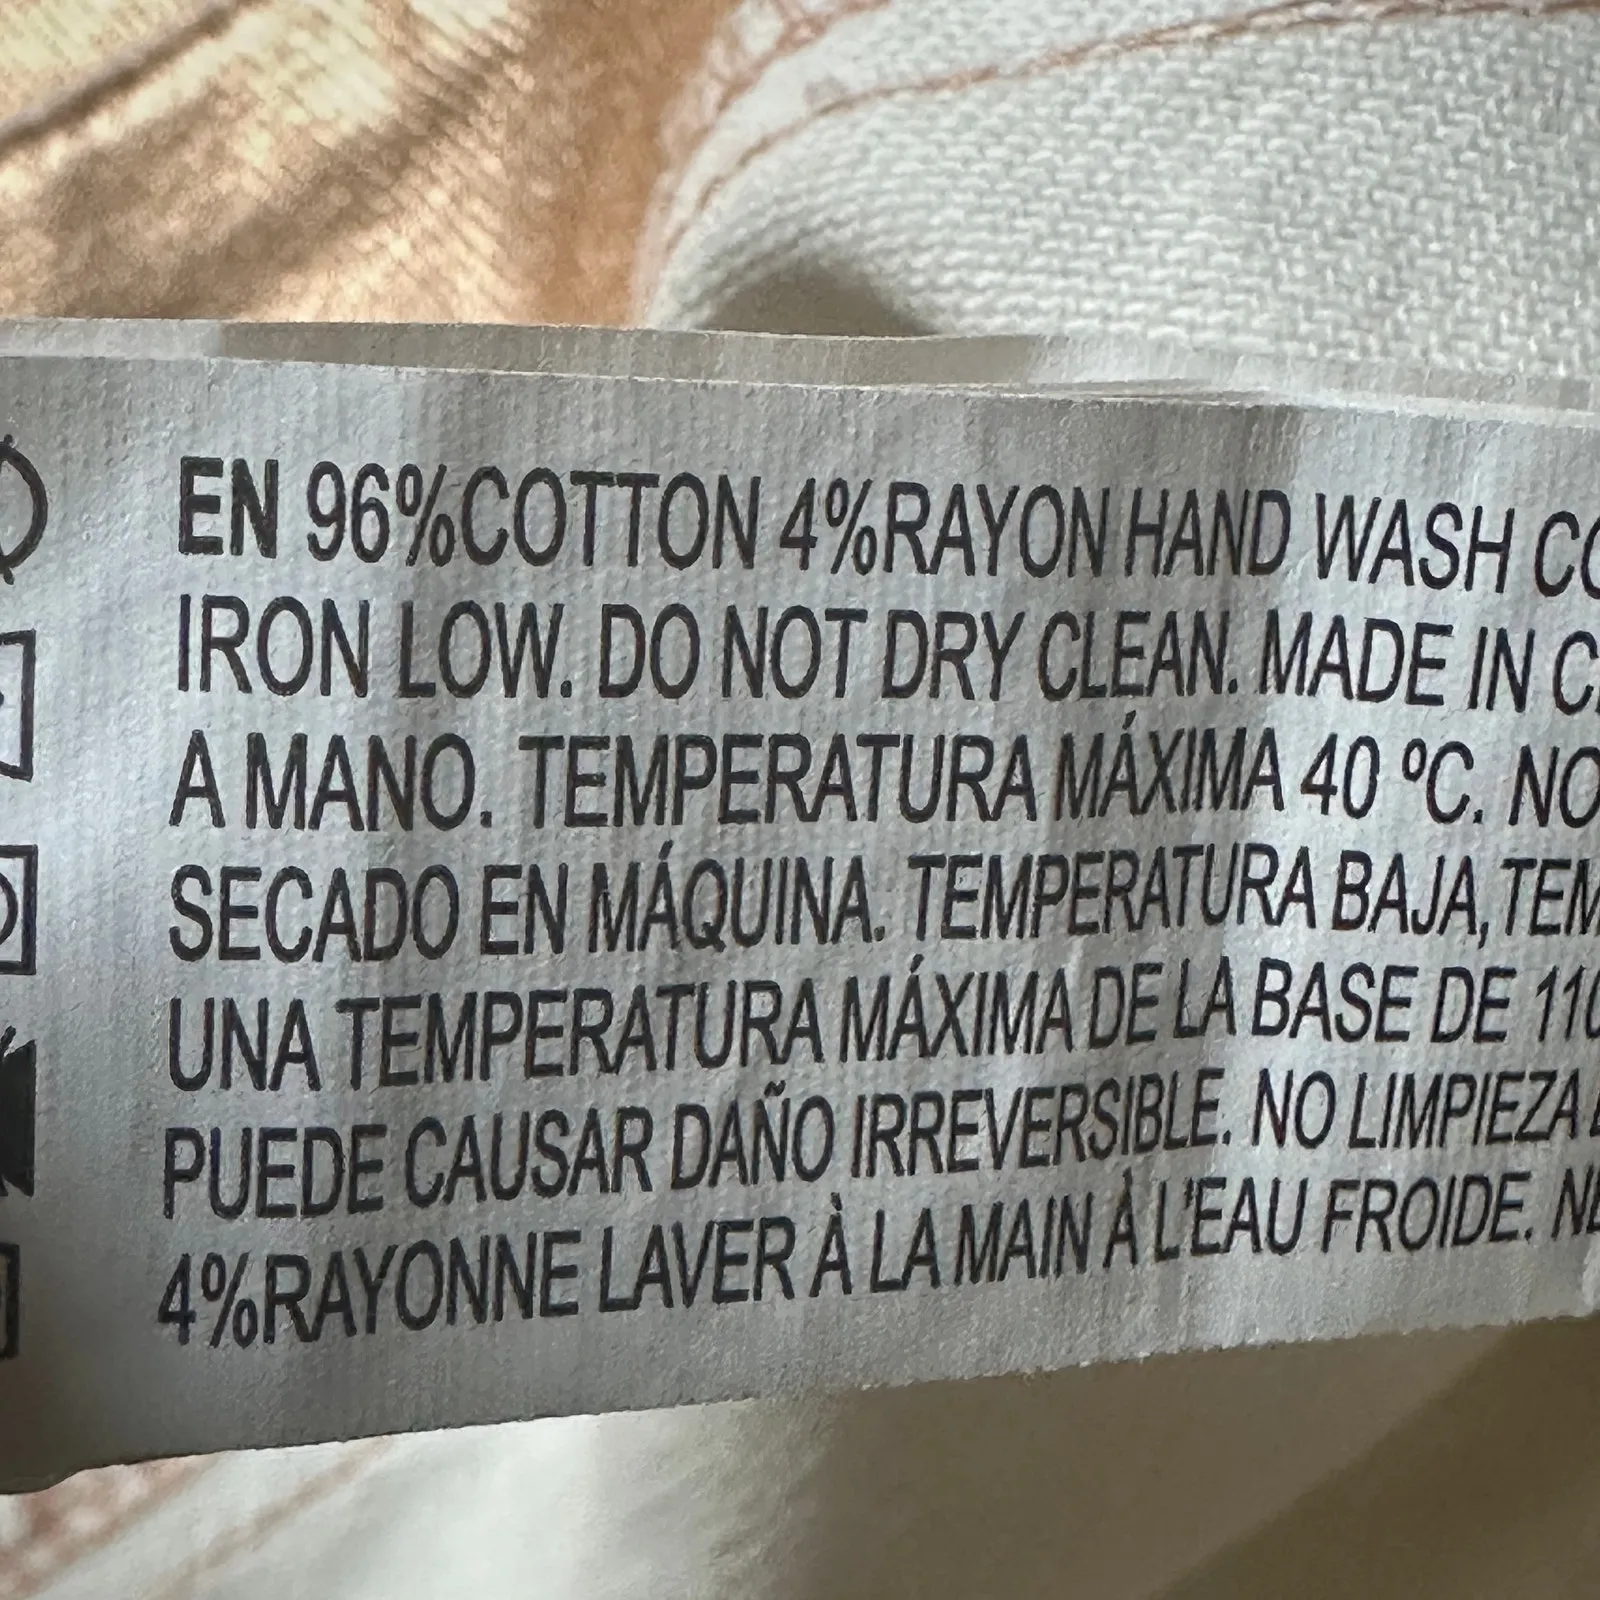 EN 96%COTTON 4%RAYON HAND WASH
IRON LOW. DO NOT DRY CLEAN. MADE IN
A MANO. TEMPERATURA MÁXIMA 40 ºC. NO
SECADO EN MÁQUINA. TEMPERATURA BAJA,
UNA TEMPERATURA MÁXIMA DE LA BASE DE
PUEDE CAUSAR DAÑO IRREVERSIBLE. NO LIMPIEZA
4%RAYONNE LAVER À LA MAIN À L'EAU FROIDE.